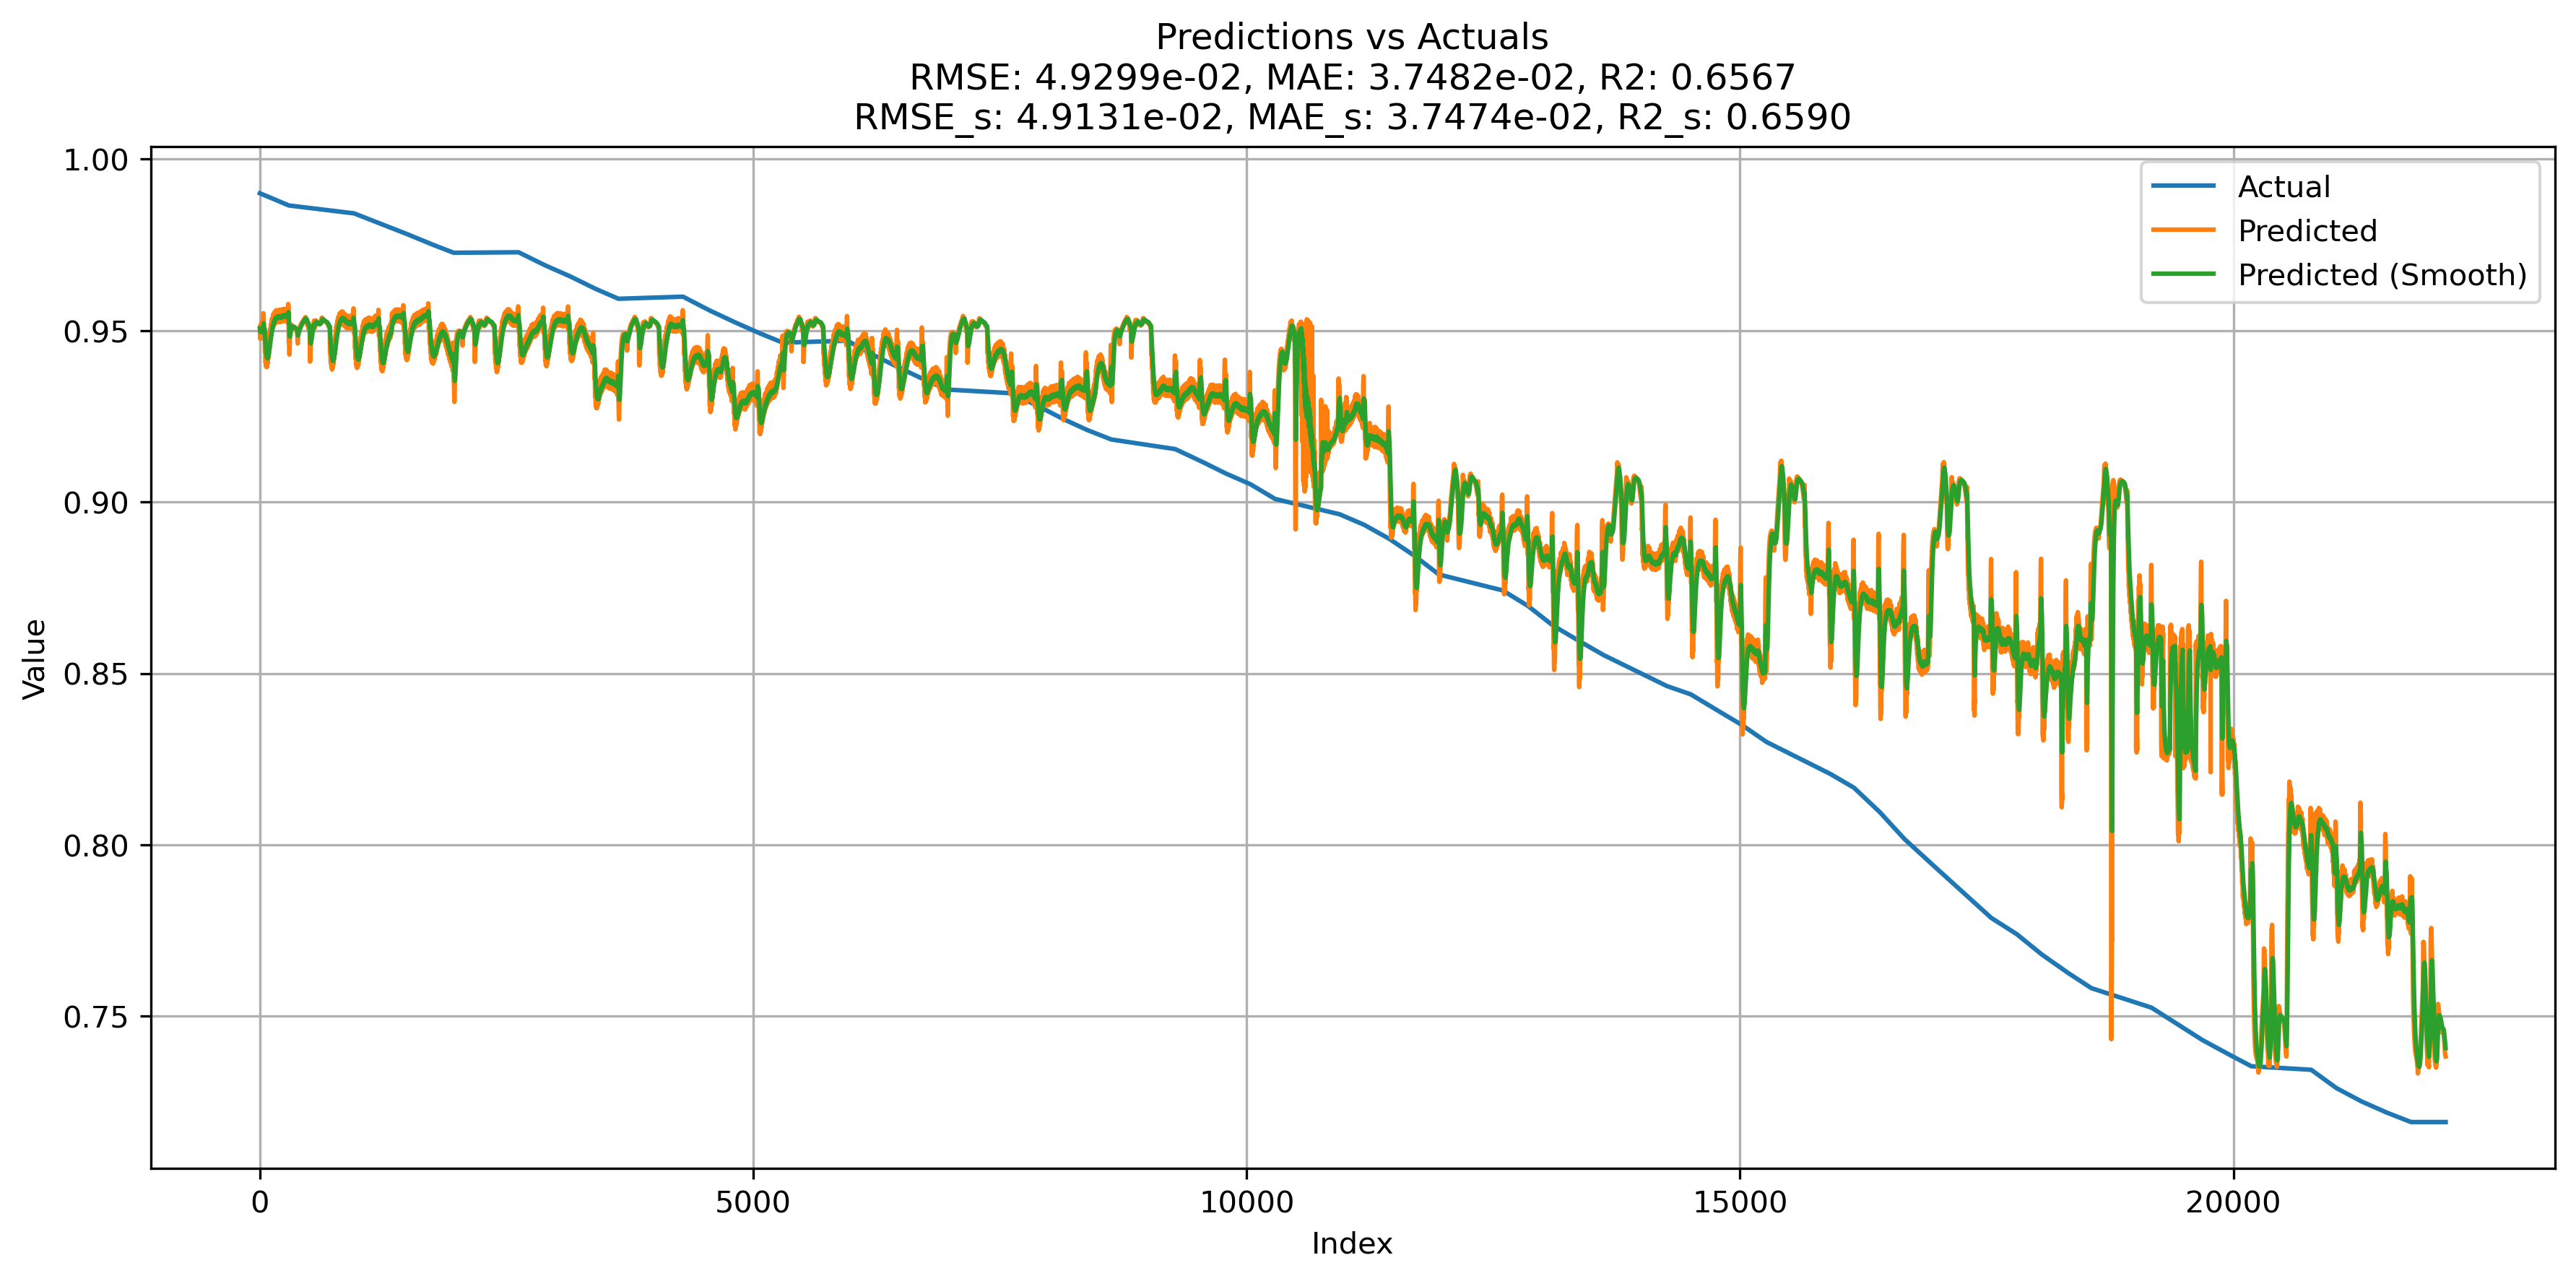 Predictions vs Actuals
RMSE: 4.9299e-02, MAE: 3.7482e-02, R2: 0.6567
RMSE_s: 4.9131e-02, MAE_s: 3.7474e-02, R2_s: 0.6590
1.00
0.95
0.90
0.85
0.80
0.75
Value
Actual
Predicted
Predicted (Smooth)
0 5000 10000 15000 20000
Index